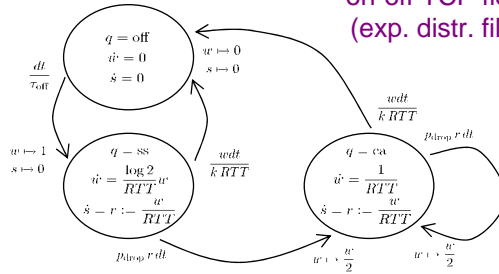 on-off TCP fl
(exp. distr. fil
q = off
ẇ = 0
ṡ = 0
dt
τoff
w ↦ 0
s ↦ 0
w ↦ 1
s ↦ 0
q = ss
ẇ = log 2 / RTT w
ṡ = r := w / RTT
wdt
k RTT
wdt
k RTT
q = ca
ẇ = 1 / RTT
ṡ = r := w / RTT
pdrop r dt
pdrop r dt
w ↦ w/2
w ↦ w/2